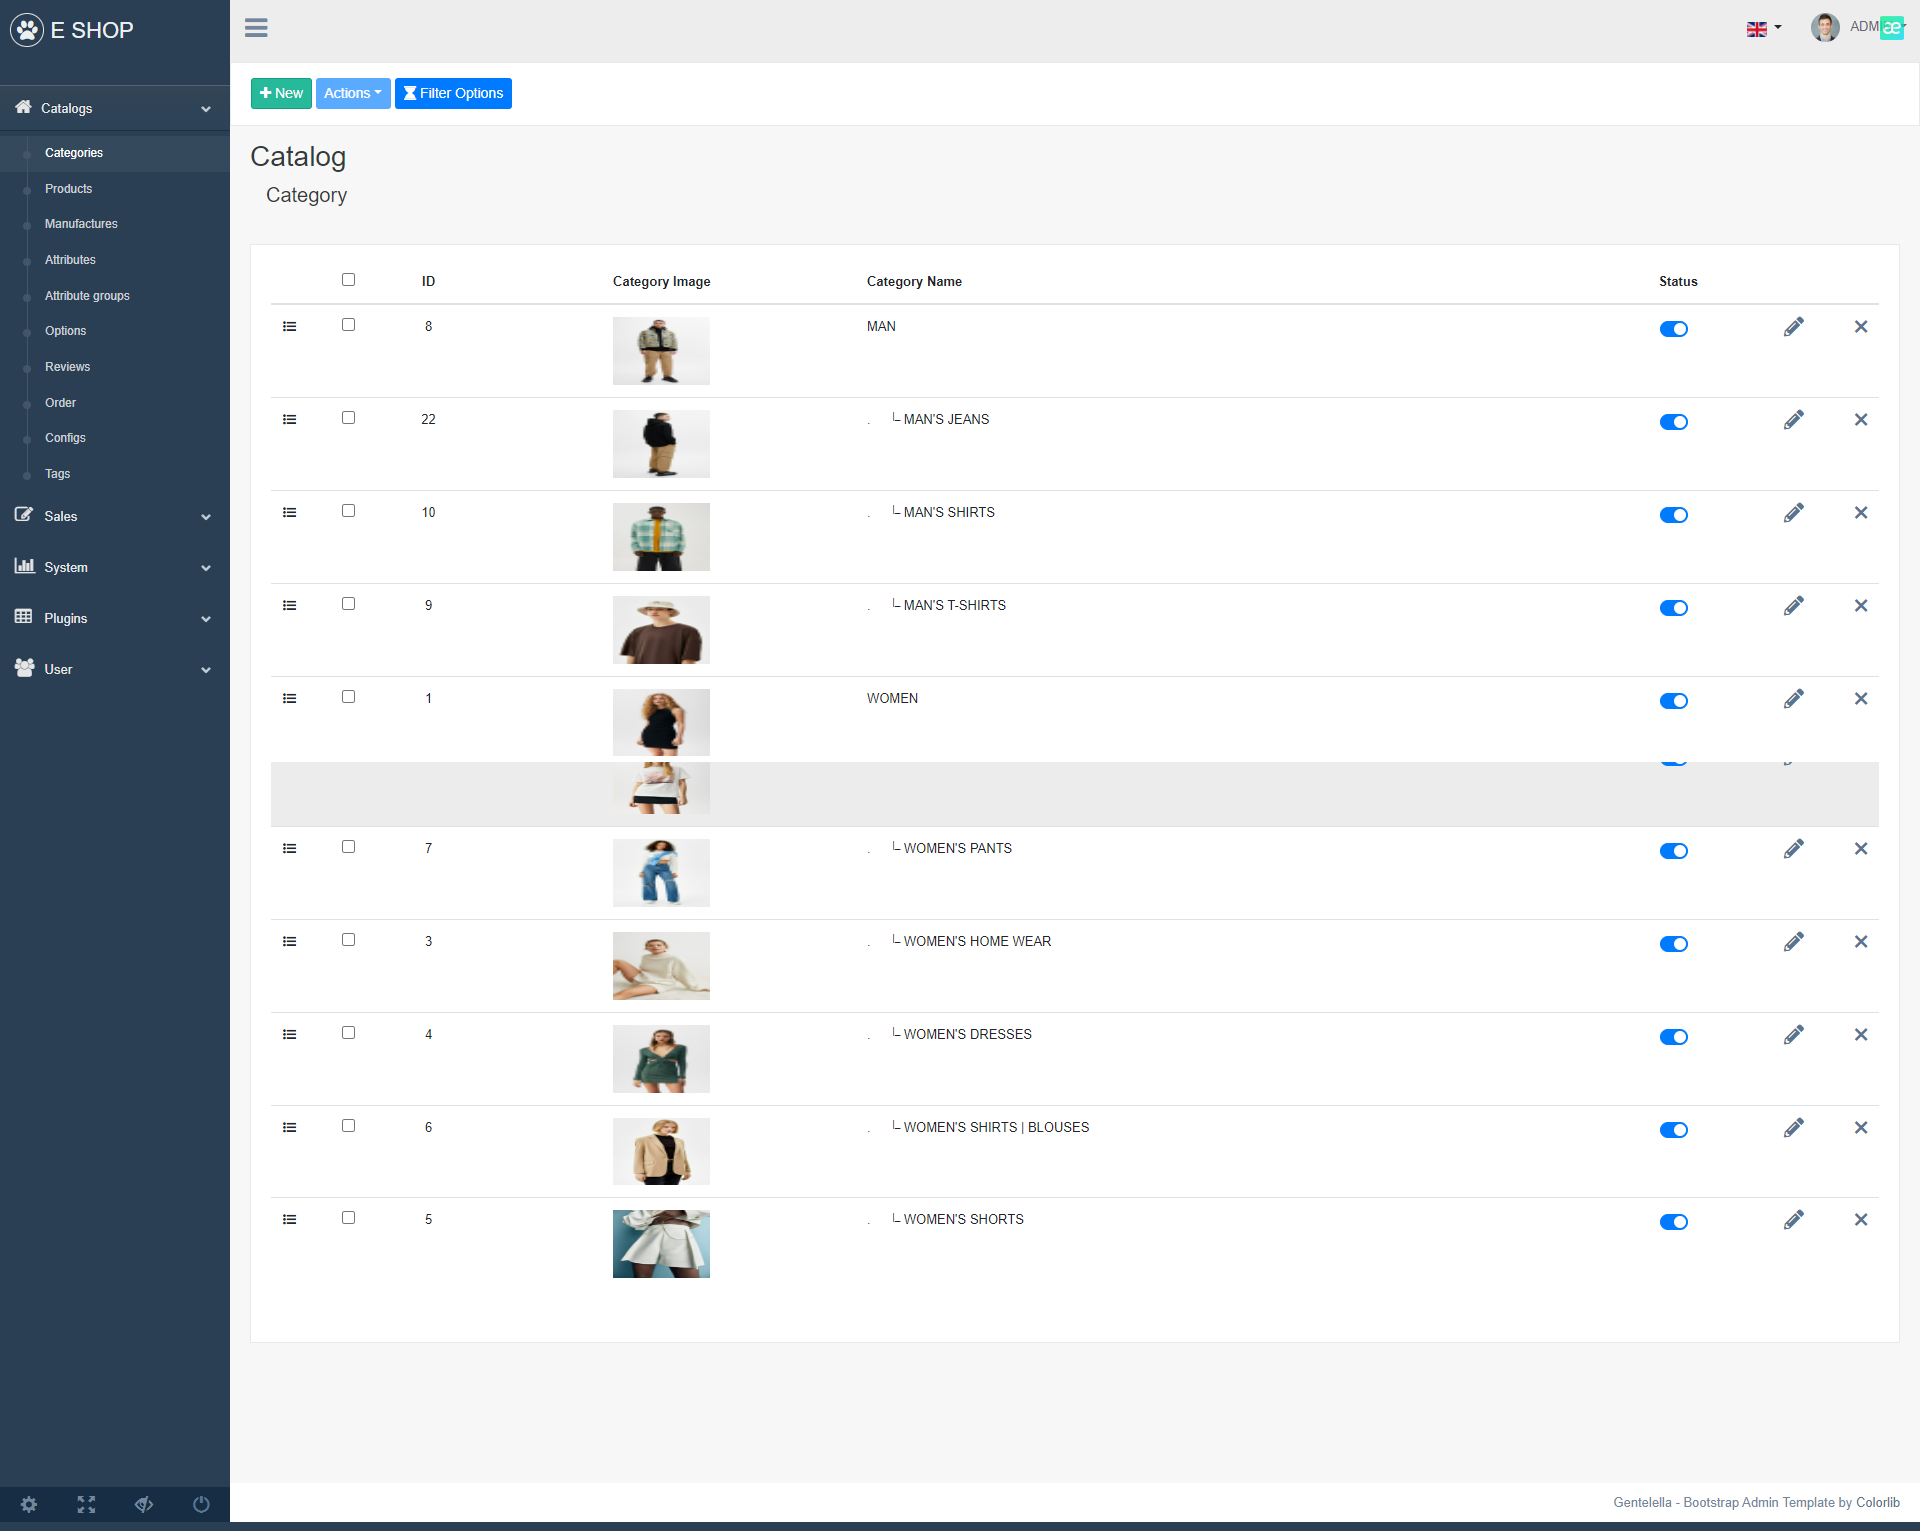 E SHOP
ADM
æ
Catalogs
Categories
Products
Manufactures
Attributes
Attribute groups
Options
Reviews
Order
Configs
Tags
Sales
System
Plugins
User
New Actions Filter Options
Catalog
Category
ID Category Image Category Name Status
8 MAN
22 . MAN'S JEANS
10 . MAN'S SHIRTS
9 . MAN'S T-SHIRTS
1 WOMEN
7 . WOMEN'S PANTS
3 . WOMEN'S HOME WEAR
4 . WOMEN'S DRESSES
6 . WOMEN'S SHIRTS | BLOUSES
5 . WOMEN'S SHORTS
Gentelella - Bootstrap Admin Template by Colorlib